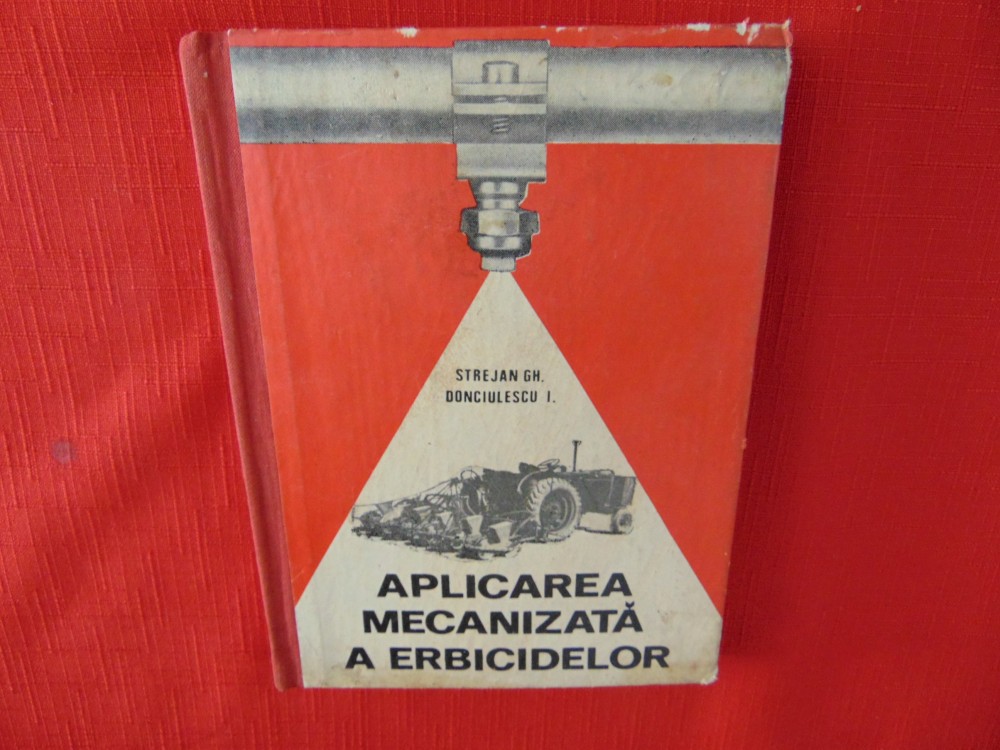 STREJAN GH.
DONCIULESCU I.
APLICAREA
MECANIZATĂ
A ERBICIDELOR